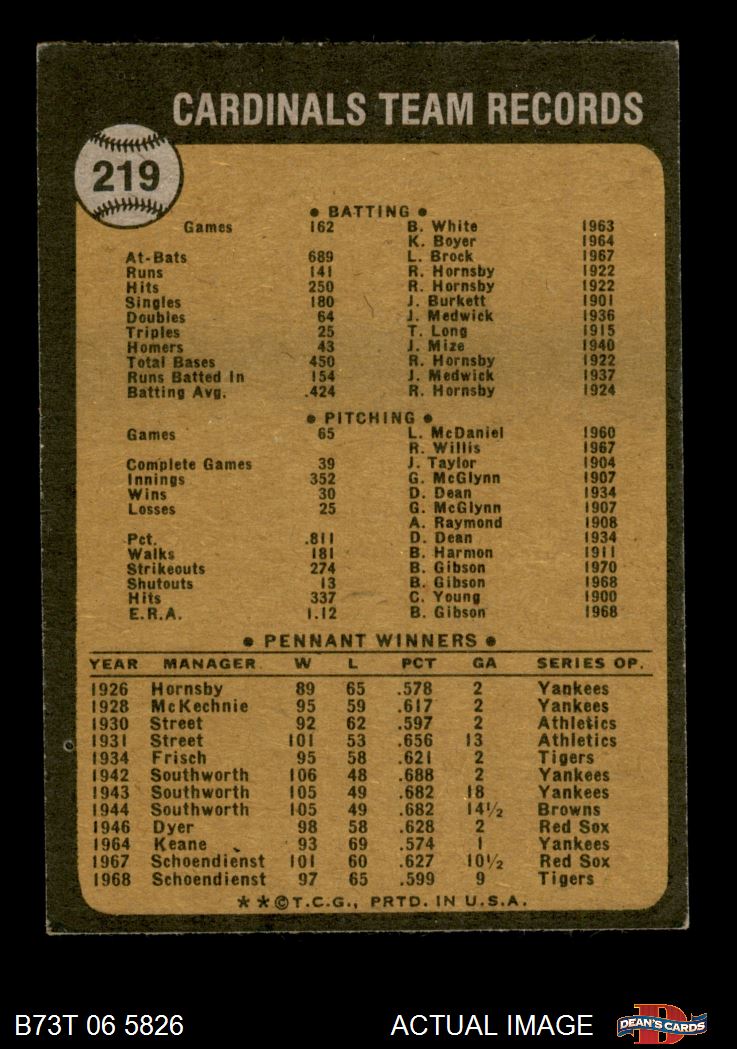 CARDINALS TEAM RECORDS
219
• BATTING •
Games 162 B. White 1963
K. Boyer 1964
At-Bats 689 L. Brock 1967
Runs 141 R. Hornsby 1922
Hits 250 R. Hornsby 1922
Singles 180 J. Burkett 1901
Doubles 64 J. Medwick 1936
Triples 25 T. Long 1915
Homers 43 J. Mize 1940
Total Bases 450 R. Hornsby 1922
Runs Batted In 154 J. Medwick 1937
Batting Avg. .424 R. Hornsby 1924
• PITCHING •
Games 65 L. McDaniel 1960
R. Willis 1967
Complete Games 39 J. Taylor 1904
Innings 352 G. McGlynn 1907
Wins 30 D. Dean 1934
Losses 25 G. McGlynn 1907
A. Raymond 1908
Pct. .811 D. Dean 1934
Walks 181 B. Harmon 1911
Strikeouts 274 B. Gibson 1970
Shutouts 13 B. Gibson 1968
Hits 337 C. Young 1900
E.R.A. 1.12 B. Gibson 1968
• PENNANT WINNERS •
YEAR MANAGER W L PCT GA SERIES OP.
1926 Hornsby 89 65 .578 2 Yankees
1928 McKechnie 95 59 .617 2 Yankees
1930 Street 92 62 .597 2 Athletics
1931 Street 101 53 .656 13 Athletics
1934 Frisch 95 58 .621 2 Tigers
1942 Southworth 106 48 .688 2 Yankees
1943 Southworth 105 49 .682 18 Yankees
1944 Southworth 105 49 .682 14½ Browns
1946 Dyer 98 58 .628 2 Red Sox
1964 Keane 93 69 .574 1 Yankees
1967 Schoendienst 101 60 .627 10½ Red Sox
1968 Schoendienst 97 65 .599 9 Tigers
★★©T.C.G., PRTD. IN U.S.A.
B73T 06 5826 ACTUAL IMAGE D DEAN'S CARDS